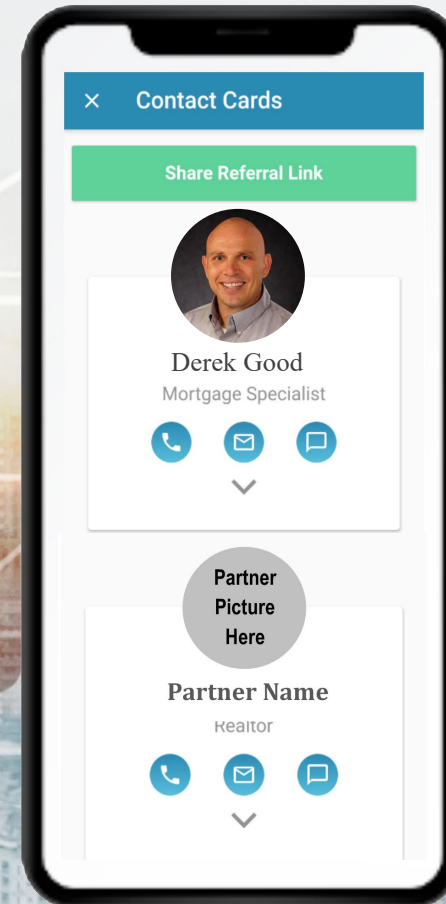 Contact Cards
Share Referral Link
Derek Good
Mortgage Specialist
Partner
Picture
Here
Partner Name
Realtor